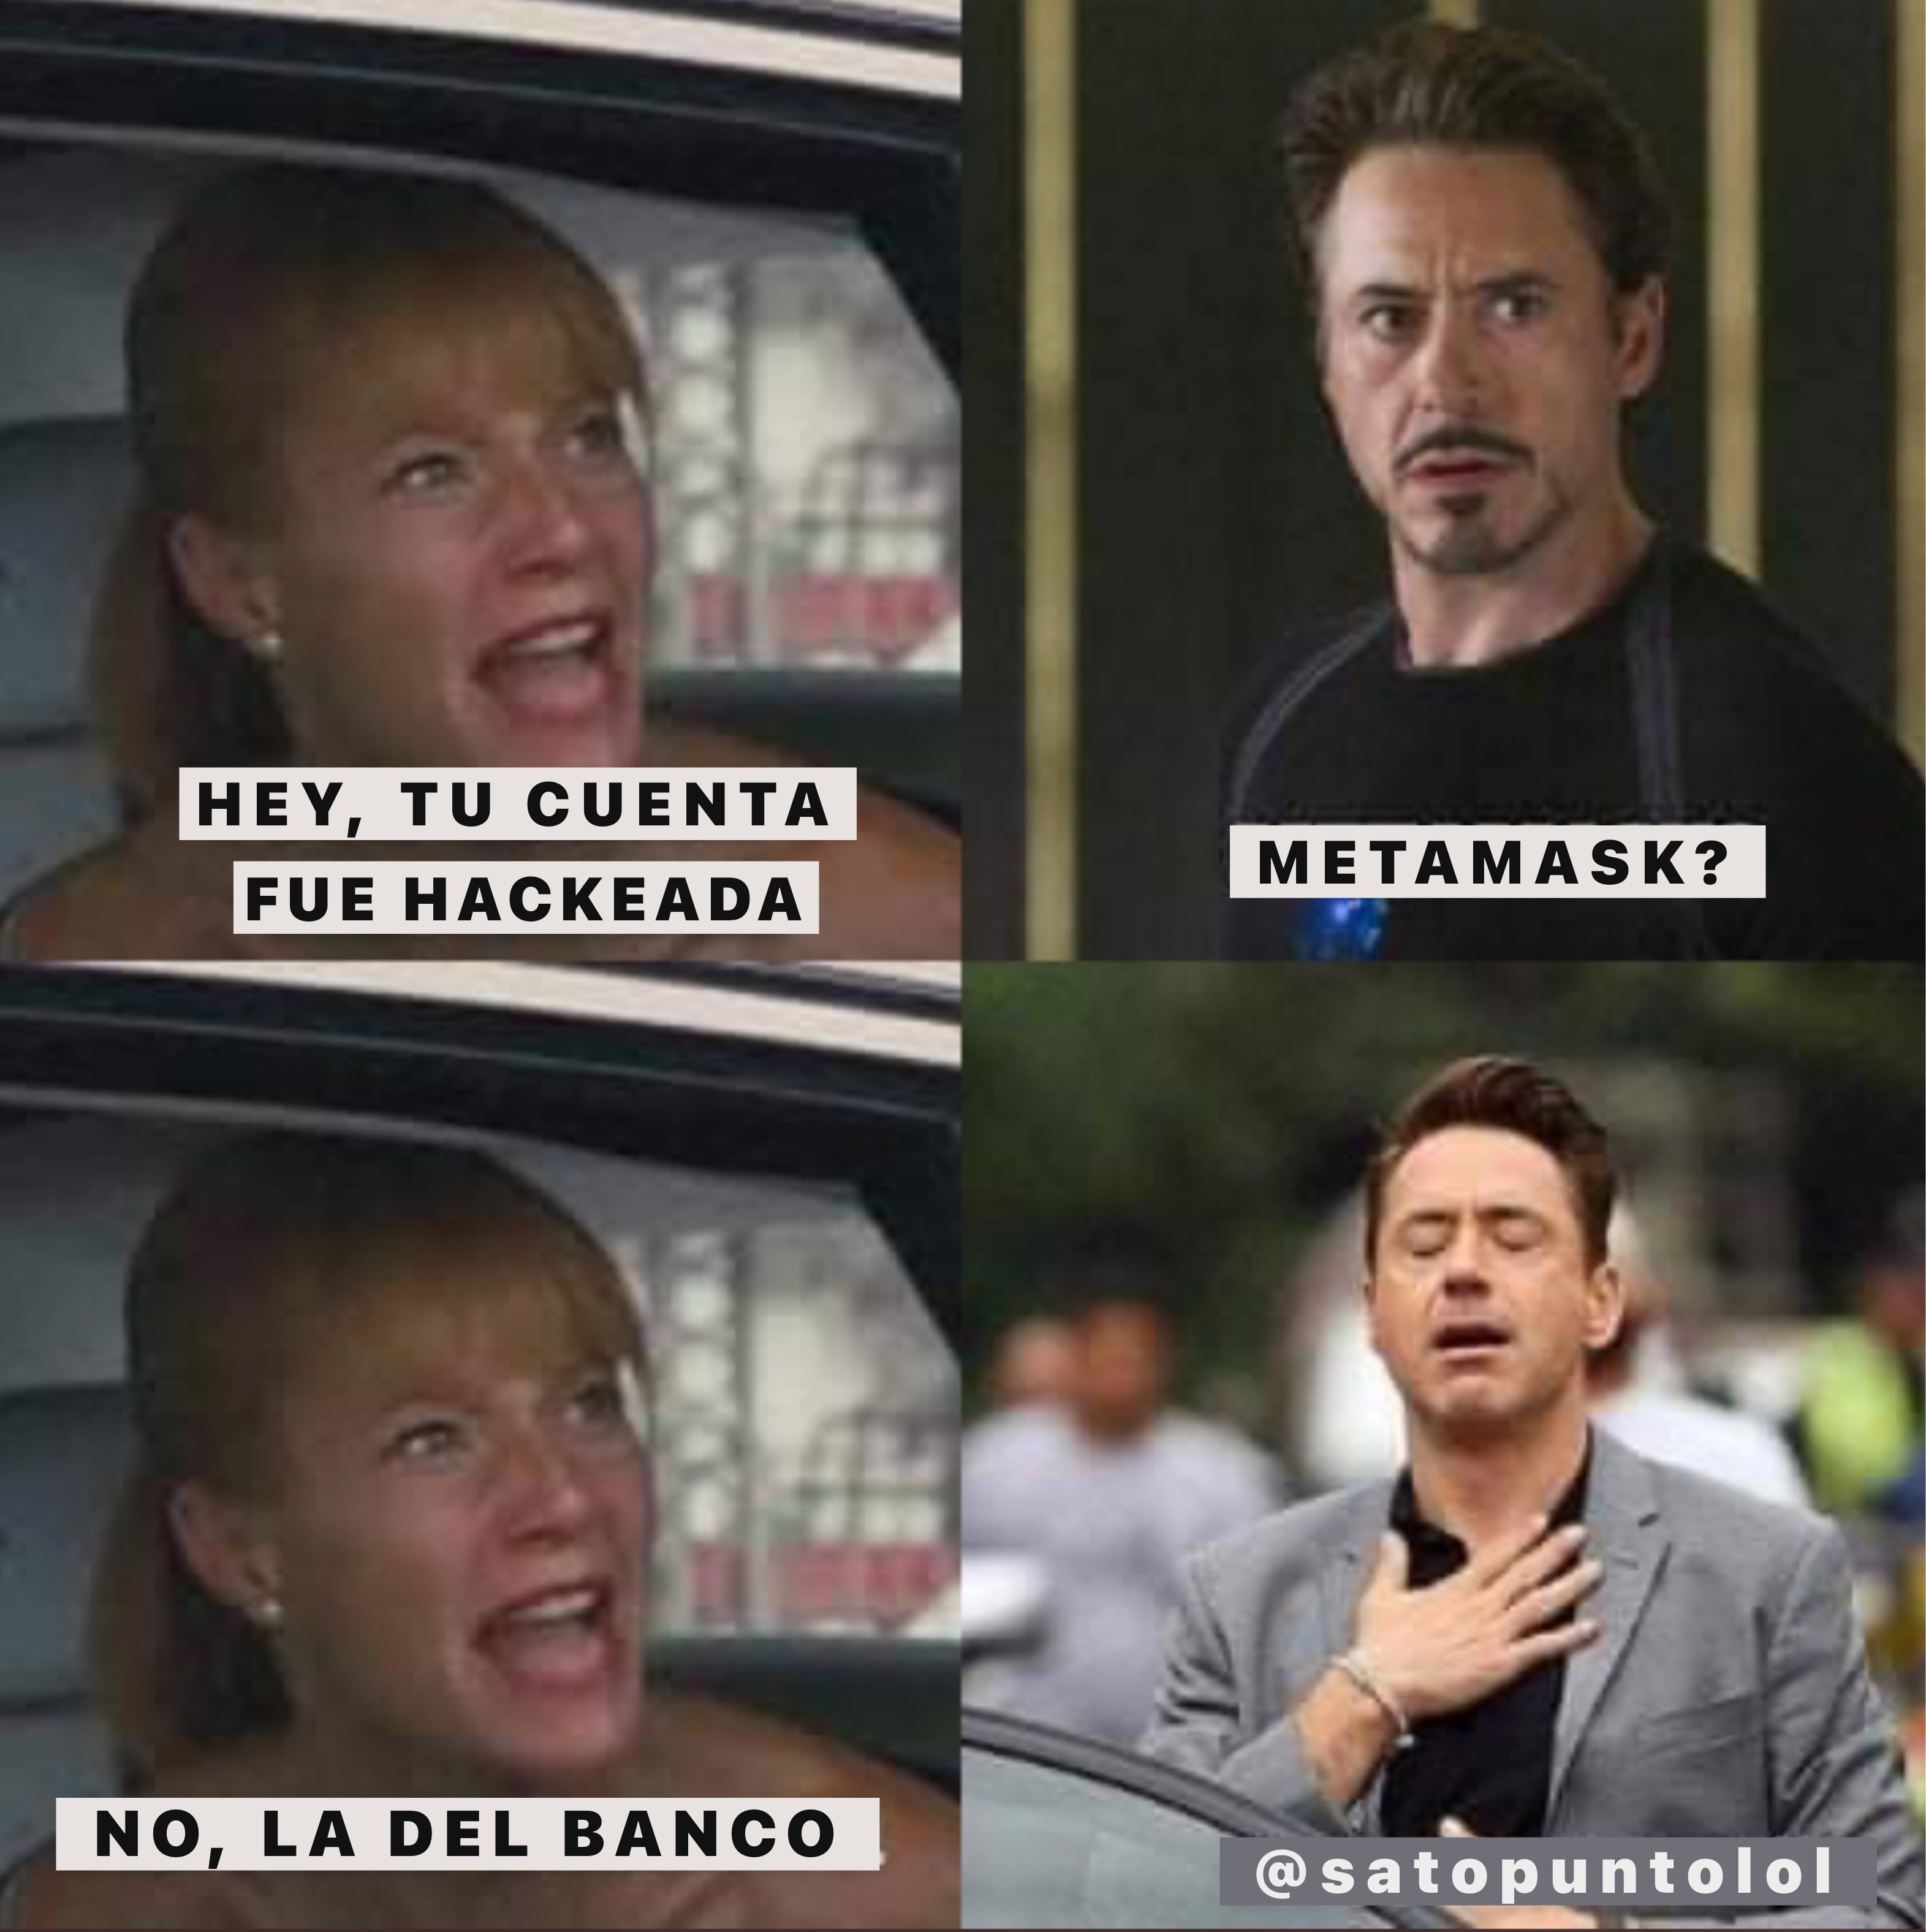 HEY, TU CUENTA
FUE HACKEADA
METAMASK?
NO, LA DEL BANCO
@satopuntolol